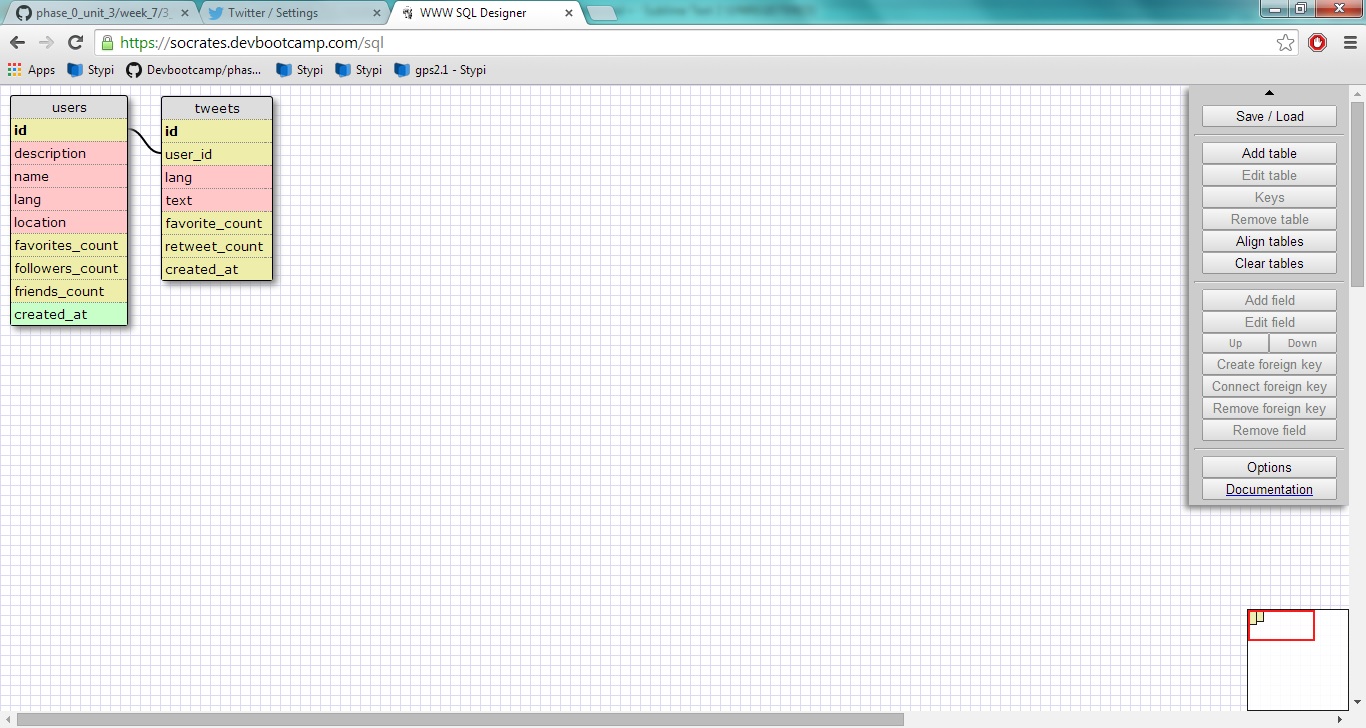 phase_0_unit_3/week_7/3_
Twitter / Settings
WWW SQL Designer
https://socrates.devbootcamp.com/sql
Apps
Stypi
Devbootcamp/phas...
Stypi
Stypi
gps2.1 - Stypi
users
id
description
name
lang
location
favorites_count
followers_count
friends_count
created_at
tweets
id
user_id
lang
text
favorite_count
retweet_count
created_at
Save / Load
Add table
Edit table
Keys
Remove table
Align tables
Clear tables
Add field
Edit field
Up Down
Create foreign key
Connect foreign key
Remove foreign key
Remove field
Options
Documentation